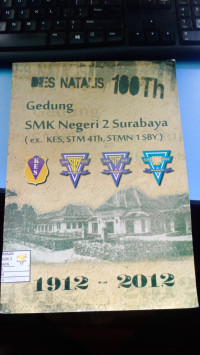 DIES NATALIS 100Th
Gedung
SMK Negeri 2 Surabaya
( ex. KES, STM 4Th, STMN 1 SBY )
K
E
S
1912 -- 2012